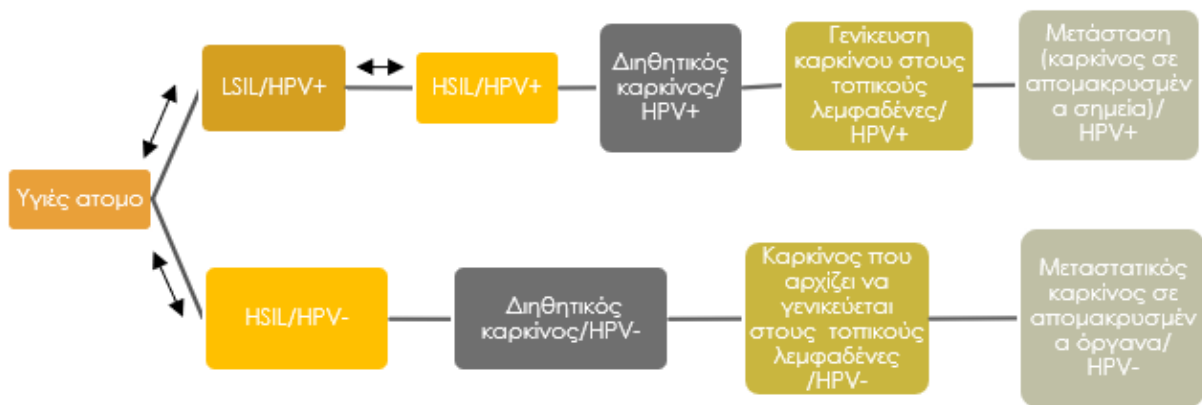 Υγιές ατομο
LSIL/HPV+
HSIL/HPV+
Διηθητικός
καρκίνος/
HPV+
Γενίκευση
καρκίνου στους
τοπικούς
λεμφαδένες/
HPV+
Μετάσταση
(καρκίνος σε
απομακρυσμέν
α σημεία)/
HPV+
HSIL/HPV-
Διηθητικός
καρκίνος/HPV-
Καρκίνος που
αρχίζει να
γενικεύεται
στους τοπικούς
λεμφαδένες
/HPV-
Μεταστατικός
καρκίνος σε
απομακρυσμέν
α όργανα/
HPV-